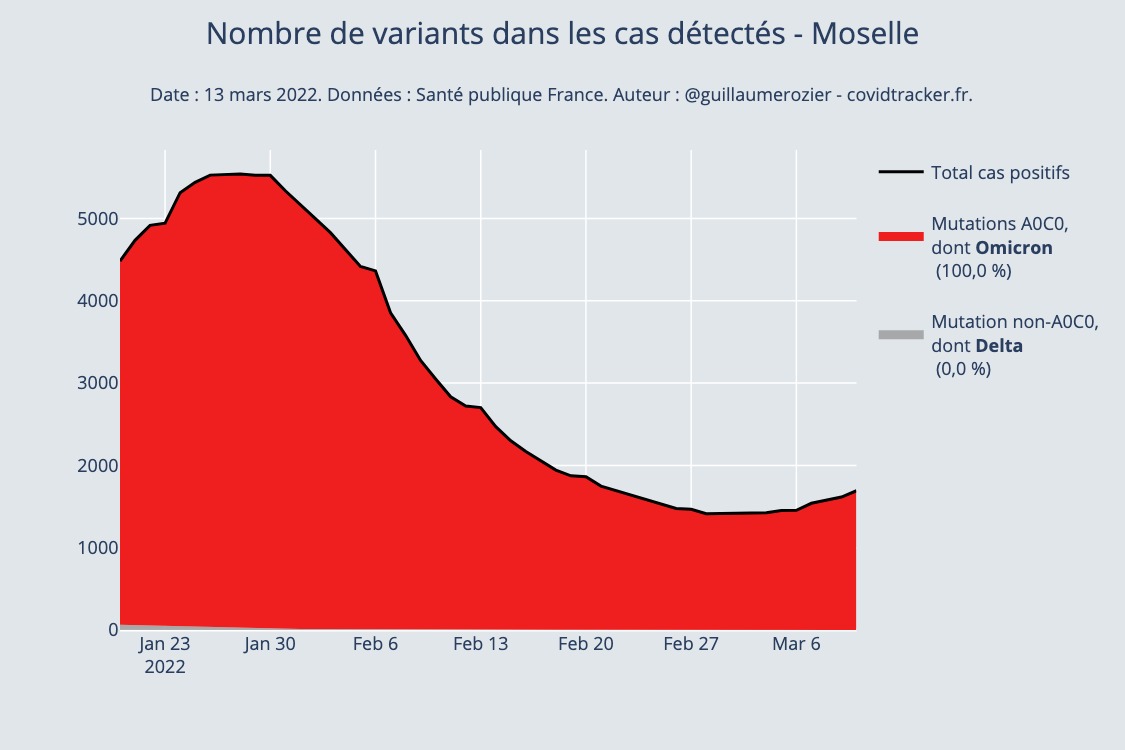 Nombre de variants dans les cas détectés - Moselle
Date : 13 mars 2022. Données : Santé publique France. Auteur : @guillaumerozier - covidtracker.fr.
Total cas positifs
Mutations A0C0,
dont Omicron
(100,0 %)
Mutation non-A0C0,
dont Delta
(0,0 %)
5000
4000
3000
2000
1000
0
Jan 23 Jan 30 Feb 6 Feb 13 Feb 20 Feb 27 Mar 6
2022